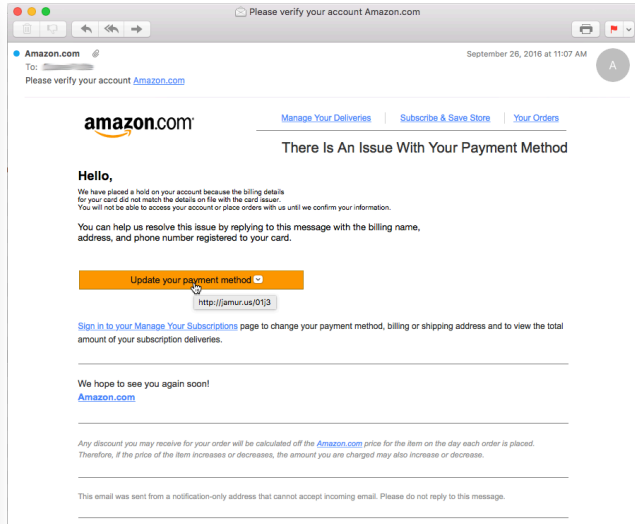 Please verify your account Amazon.com
Amazon.com
September 26, 2016 at 11:07 AM
A
To:
Please verify your account Amazon.com
amazon.com
Manage Your Deliveries Subscribe & Save Store Your Orders
There Is An Issue With Your Payment Method
Hello,
We have placed a hold on your account because the billing details
for your card did not match the details on file with the card issuer.
You will not be able to access your account or place orders with us until we confirm your information.
You can help us resolve this issue by replying to this message with the billing name,
address, and phone number registered to your card.
Update your payment method
http://jamur.us/01j3
Sign in to your Manage Your Subscriptions page to change your payment method, billing or shipping address and to view the total
amount of your subscription deliveries.
We hope to see you again soon!
Amazon.com
Any discount you may receive for your order will be calculated off the Amazon.com price for the item on the day each order is placed.
Therefore, if the price of the item increases or decreases, the amount you are charged may also increase or decrease.
This email was sent from a notification-only address that cannot accept incoming email. Please do not reply to this message.